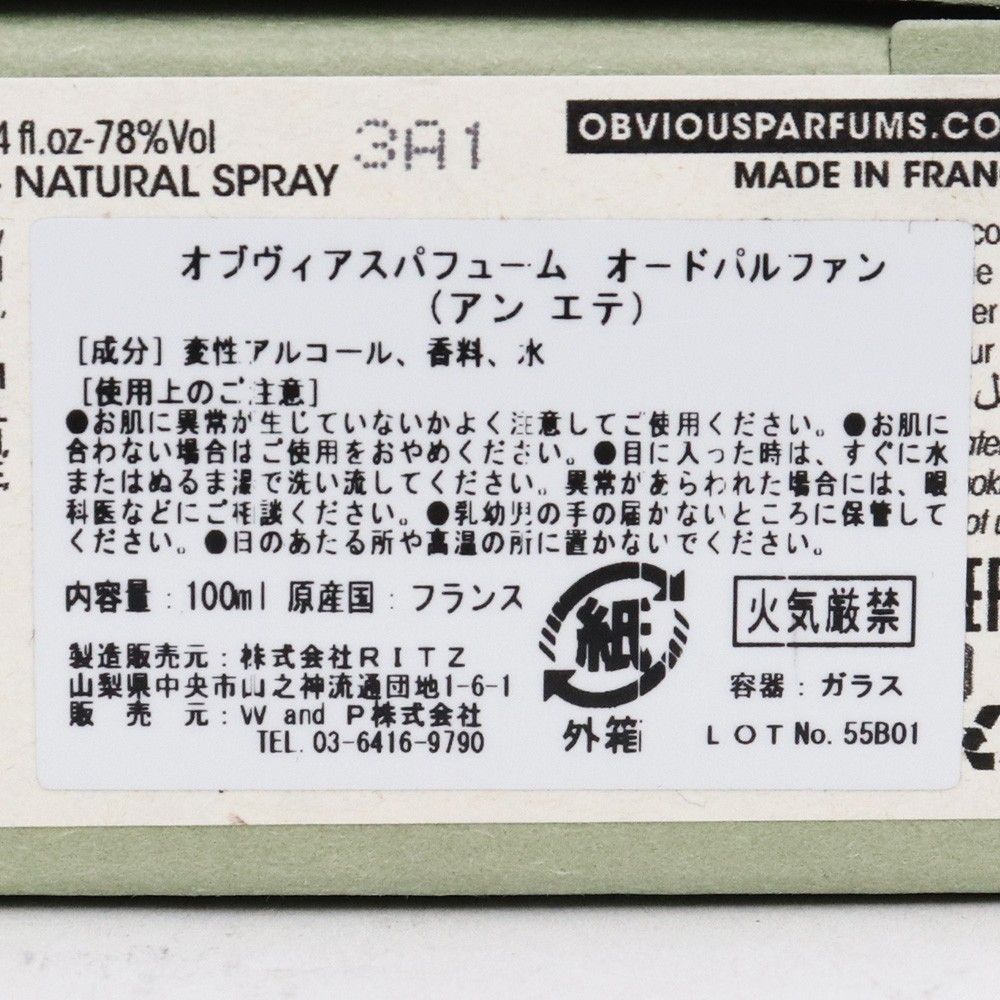 4 fl.oz-78%Vol
3A1
OBVIOUSPARFUMS.CO
- NATURAL SPRAY
MADE IN FRAN
オブヴィアスパフューム オードパルファン
(アン エテ)
[成分] 変性アルコール、香料、水
[使用上のご注意]
●お肌に異常が生じていないかよく注意してご使用ください。●お肌に
合わない場合はご使用をおやめください。●目に入った時は、すぐに水
またはぬるま湯で洗い流してください。異常があらわれた場合には、眼
科医などにご相談ください。●乳幼児の手の届かないところに保管して
ください。●日のあたる所や高温の所に置かないでください。
内容量:100ml 原産国:フランス
製造販売元:株式会社RITZ
山梨県中央市山之神流通団地1-6-1
販 売 元:W and P株式会社
TEL. 03-6416-9790
紙
外箱
火気厳禁
容器:ガラス
LOT No. 55B01